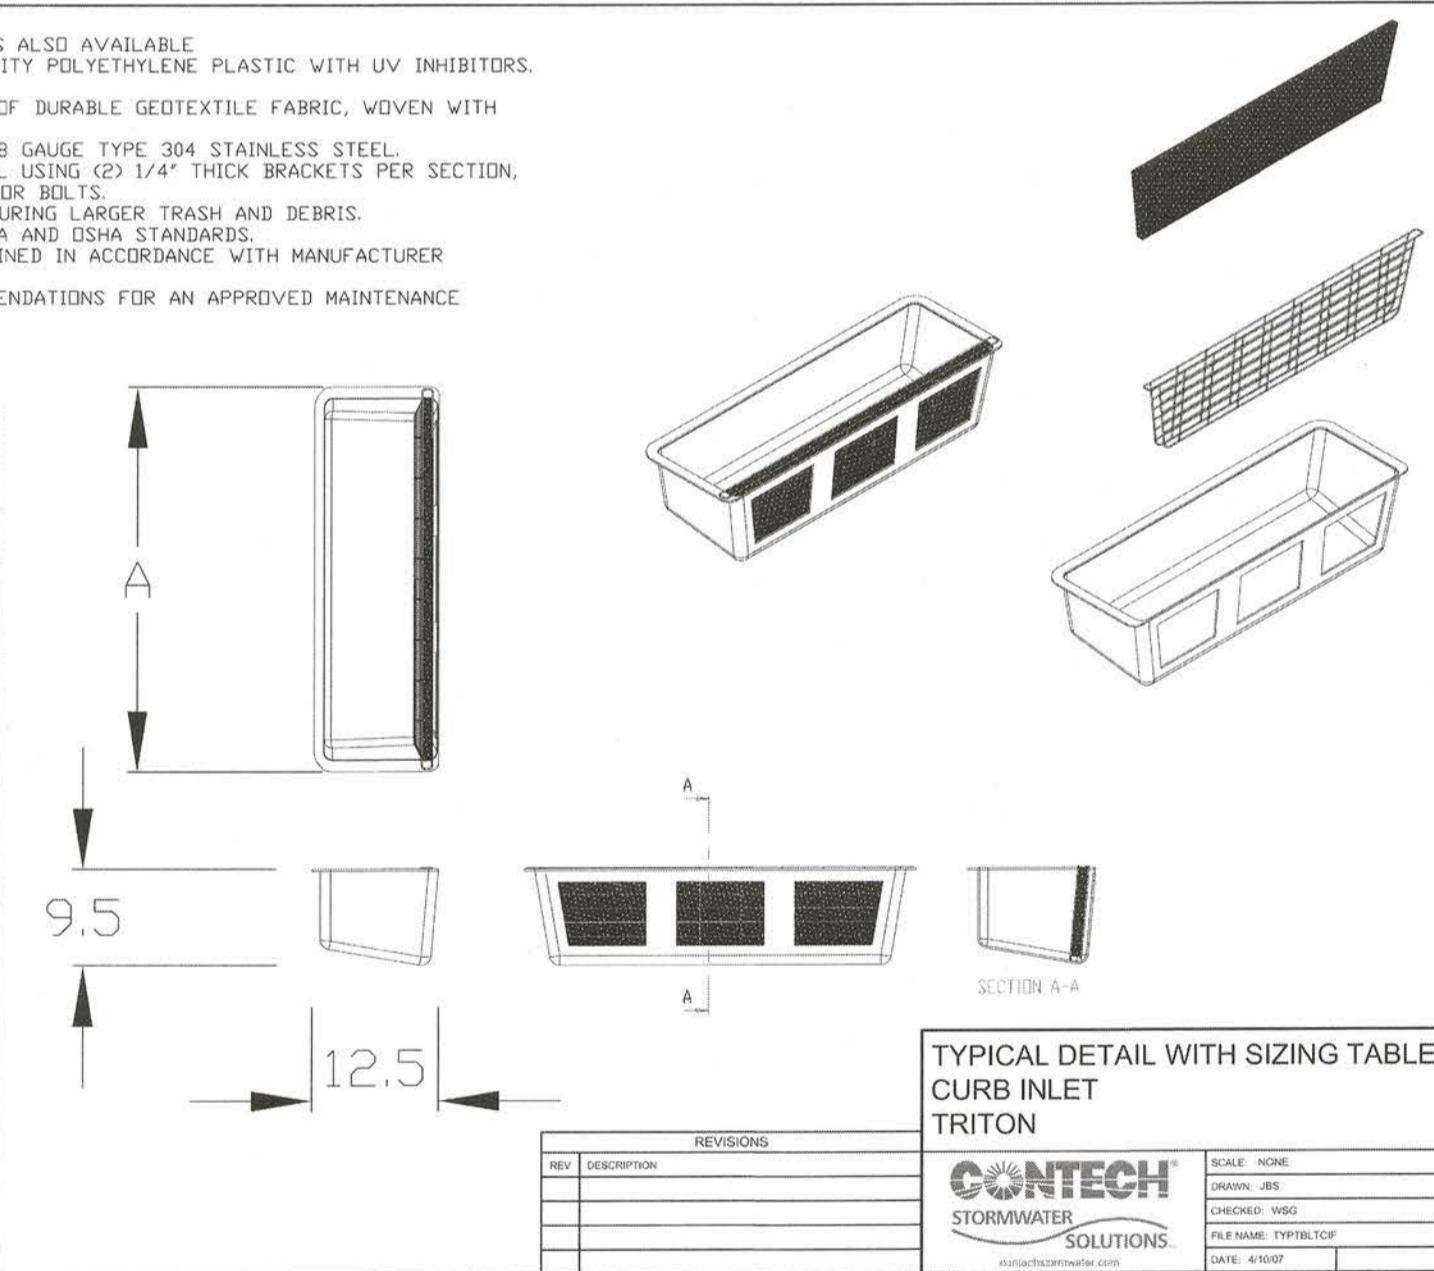 S ALSO AVAILABLE
ITY POLYETHYLENE PLASTIC WITH UV INHIBITORS.
OF DURABLE GEOTEXTILE FABRIC, WOVEN WITH
8 GAUGE TYPE 304 STAINLESS STEEL.
L USING (2) 1/4" THICK BRACKETS PER SECTION,
OR BOLTS.
URING LARGER TRASH AND DEBRIS.
A AND OSHA STANDARDS.
INED IN ACCORDANCE WITH MANUFACTURER
ENDATIONS FOR AN APPROVED MAINTENANCE
A
9.5
12.5
A
A
SECTION A-A
TYPICAL DETAIL WITH SIZING TABLE
CURB INLET
TRITON
REVISIONS
REV DESCRIPTION
CONTECH®
STORMWATER
SOLUTIONS
contechstormwater.com
SCALE: NONE
DRAWN: JBS
CHECKED: WSG
FILE NAME: TYPTBLTCIF
DATE: 4/10/07